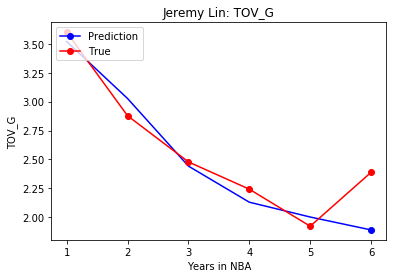 Jeremy Lin: TOV_G
Prediction
True
3.50
3.25
3.00
2.75
2.50
2.25
2.00
TOV_G
1 2 3 4 5 6
Years in NBA